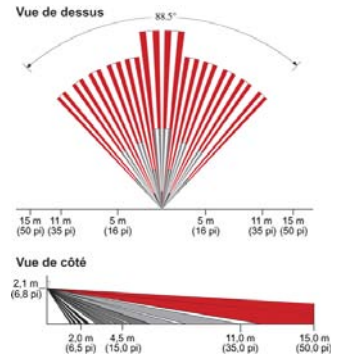 Vue de dessus
88.5°
15 m 11 m 5 m 5 m 11 m 15 m
(50 pi) (35 pi) (16 pi) (16 pi) (35 pi) (50 pi)
Vue de côté
2,1 m
(6,8 pi)
2,0 m 4,5 m 11,0 m 15,0 m
(6,5 pi) (15,0 pi) (35,0 pi) (50,0 pi)